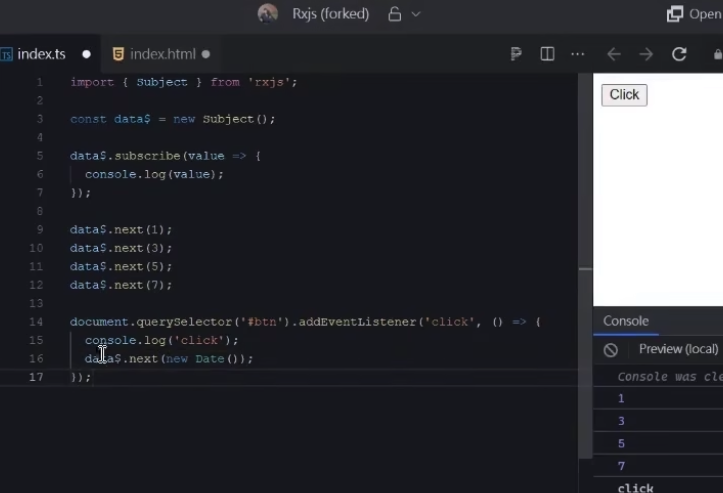 Rxjs (forked)
Open
TS index.ts
index.html
1 import { Subject } from 'rxjs';
2
3 const data$ = new Subject();
4
5 data$.subscribe(value => {
6 console.log(value);
7 });
8
9 data$.next(1);
10 data$.next(3);
11 data$.next(5);
12 data$.next(7);
13
14 document.querySelector('#btn').addEventListener('click', () => {
15 console.log('click');
16 data$.next(new Date());
17 });
Click
Console
Preview (local)
Console was cle
1
3
5
7
click